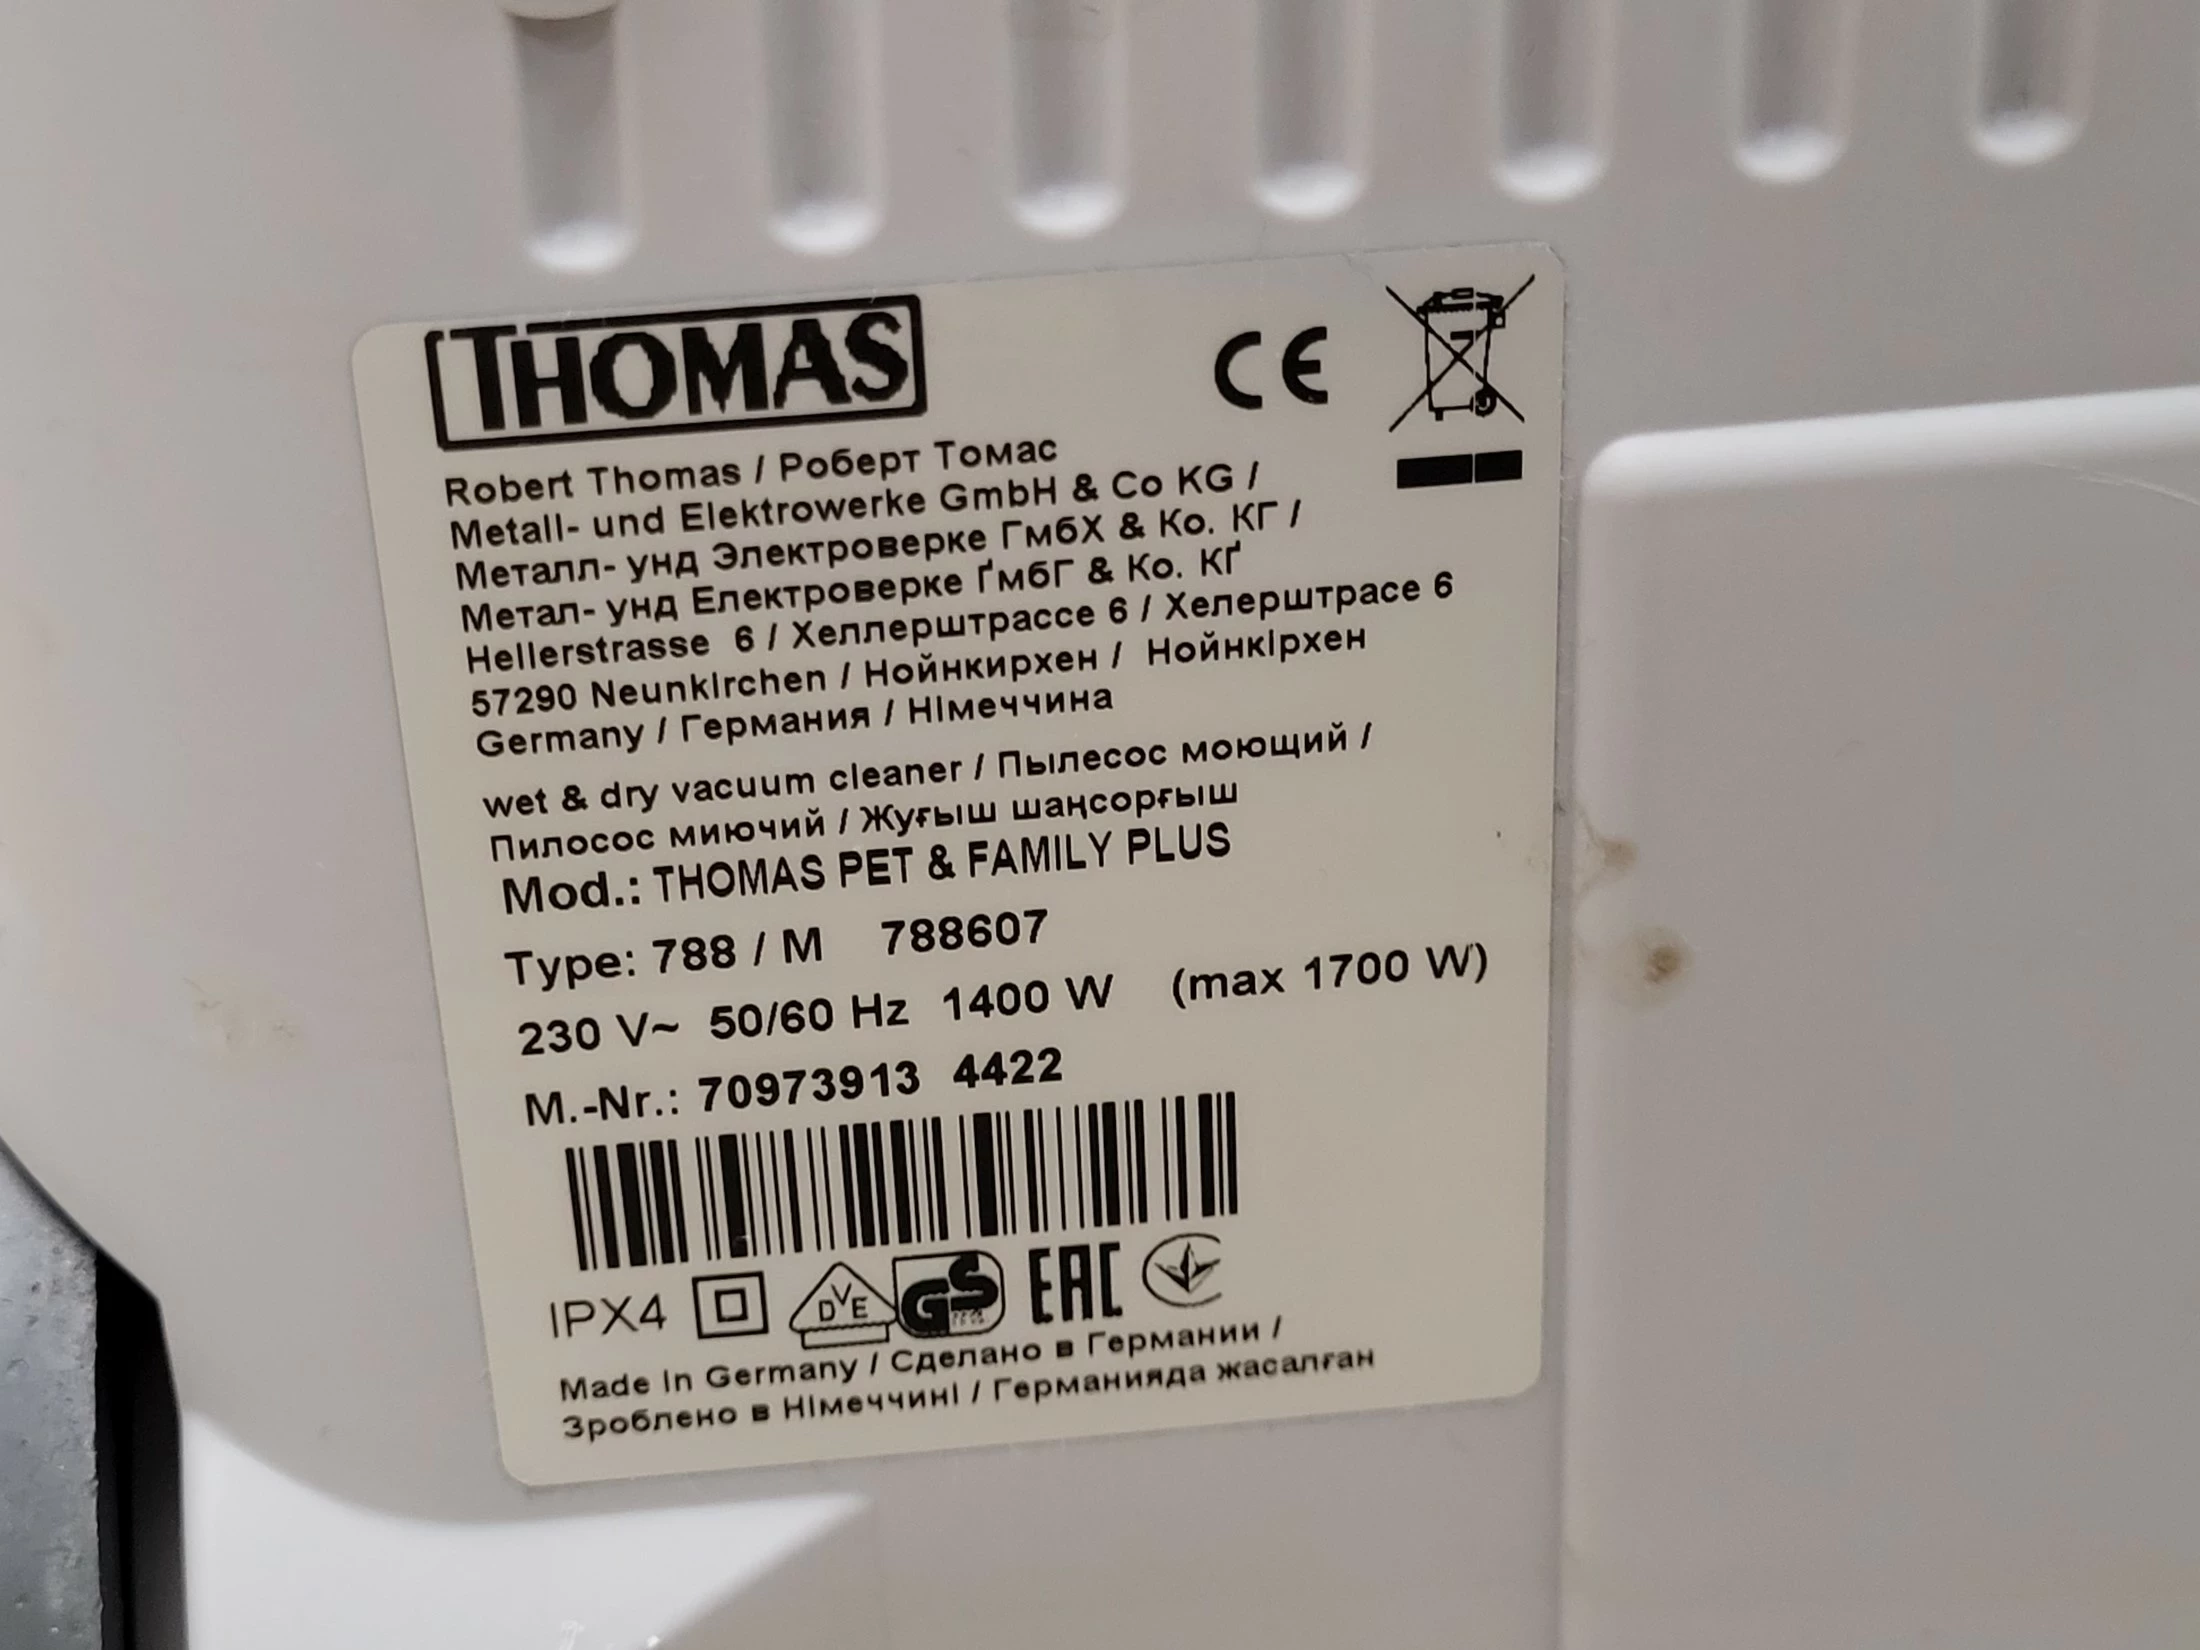 THOMAS
CE
Robert Thomas / Роберт Томас
Metall- und Elektrowerke GmbH & Co KG /
Металл- унд Электроверке ГмбХ & Ко. КГ /
Метал- унд Електроверке ҐмбГ & Ко. КҐ
Hellerstrasse 6 / Хеллерштрассе 6 / Хелерштрасе 6
57290 Neunkirchen / Нойнкирхен / Нойнкірхен
Germany / Германия / Німеччина
wet & dry vacuum cleaner / Пылесос моющий /
Пилосос миючий / Жуғыш шаңсорғыш
Mod.: THOMAS PET & FAMILY PLUS
Type: 788 / M 788607
230 V~ 50/60 Hz 1400 W (max 1700 W)
M.-Nr.: 70973913 4422
IPX4 DVE GS EAC
Made in Germany / Сделано в Германии /
Зроблено в Німеччині / Германияда жасалған